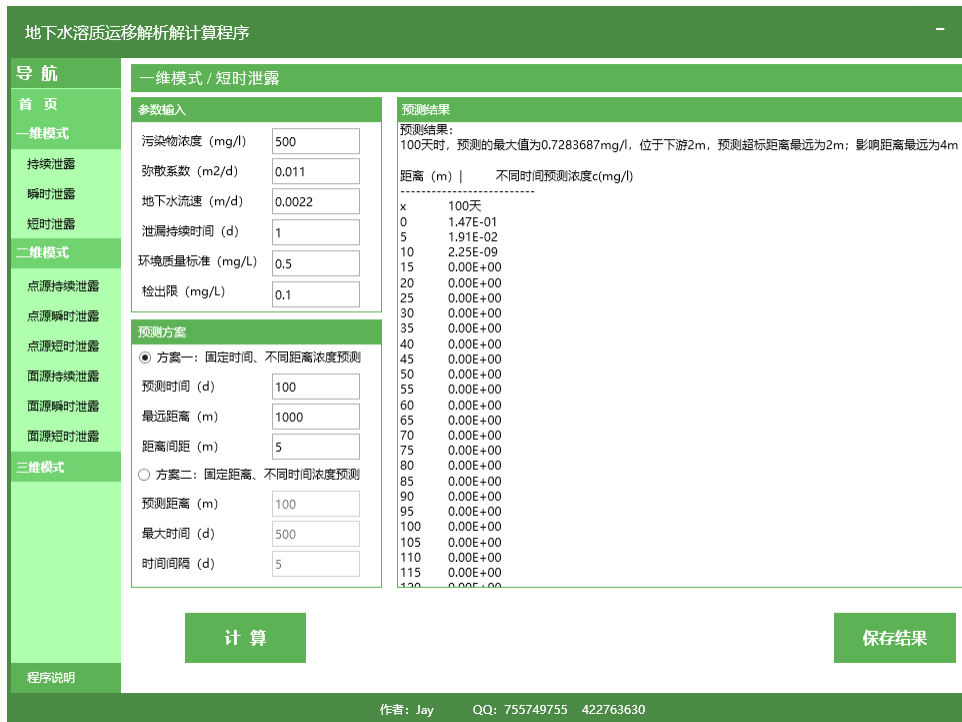 地下水溶质运移解析解计算程序
导 航
首 页
一维模式
持续泄露
瞬时泄露
短时泄露
二维模式
点源持续泄露
点源瞬时泄露
点源短时泄露
面源持续泄露
面源瞬时泄露
面源短时泄露
三维模式
程序说明
一维模式 / 短时泄露
参数输入
污染物浓度（mg/l） 500
弥散系数（m2/d） 0.011
地下水流速（m/d） 0.0022
泄漏持续时间（d） 1
环境质量标准（mg/L） 0.5
检出限（mg/L） 0.1
预测方案
方案一：固定时间、不同距离浓度预测
预测时间（d） 100
最远距离（m） 1000
距离间距（m） 5
方案二：固定距离、不同时间浓度预测
预测距离（m） 100
最大时间（d） 500
时间间隔（d） 5
计 算
预测结果
预测结果：
100天时，预测的最大值为0.7283687mg/l，位于下游2m，预测超标距离最远为2m；影响距离最远为4m
距离（m）| 不同时间预测浓度c(mg/l)
---------------------------
x 100天
0 1.47E-01
5 1.91E-02
10 2.25E-09
15 0.00E+00
20 0.00E+00
25 0.00E+00
30 0.00E+00
35 0.00E+00
40 0.00E+00
45 0.00E+00
50 0.00E+00
55 0.00E+00
60 0.00E+00
65 0.00E+00
70 0.00E+00
75 0.00E+00
80 0.00E+00
85 0.00E+00
90 0.00E+00
95 0.00E+00
100 0.00E+00
105 0.00E+00
110 0.00E+00
115 0.00E+00
120 0.00E+00
保存结果
作者：Jay QQ：755749755 422763630